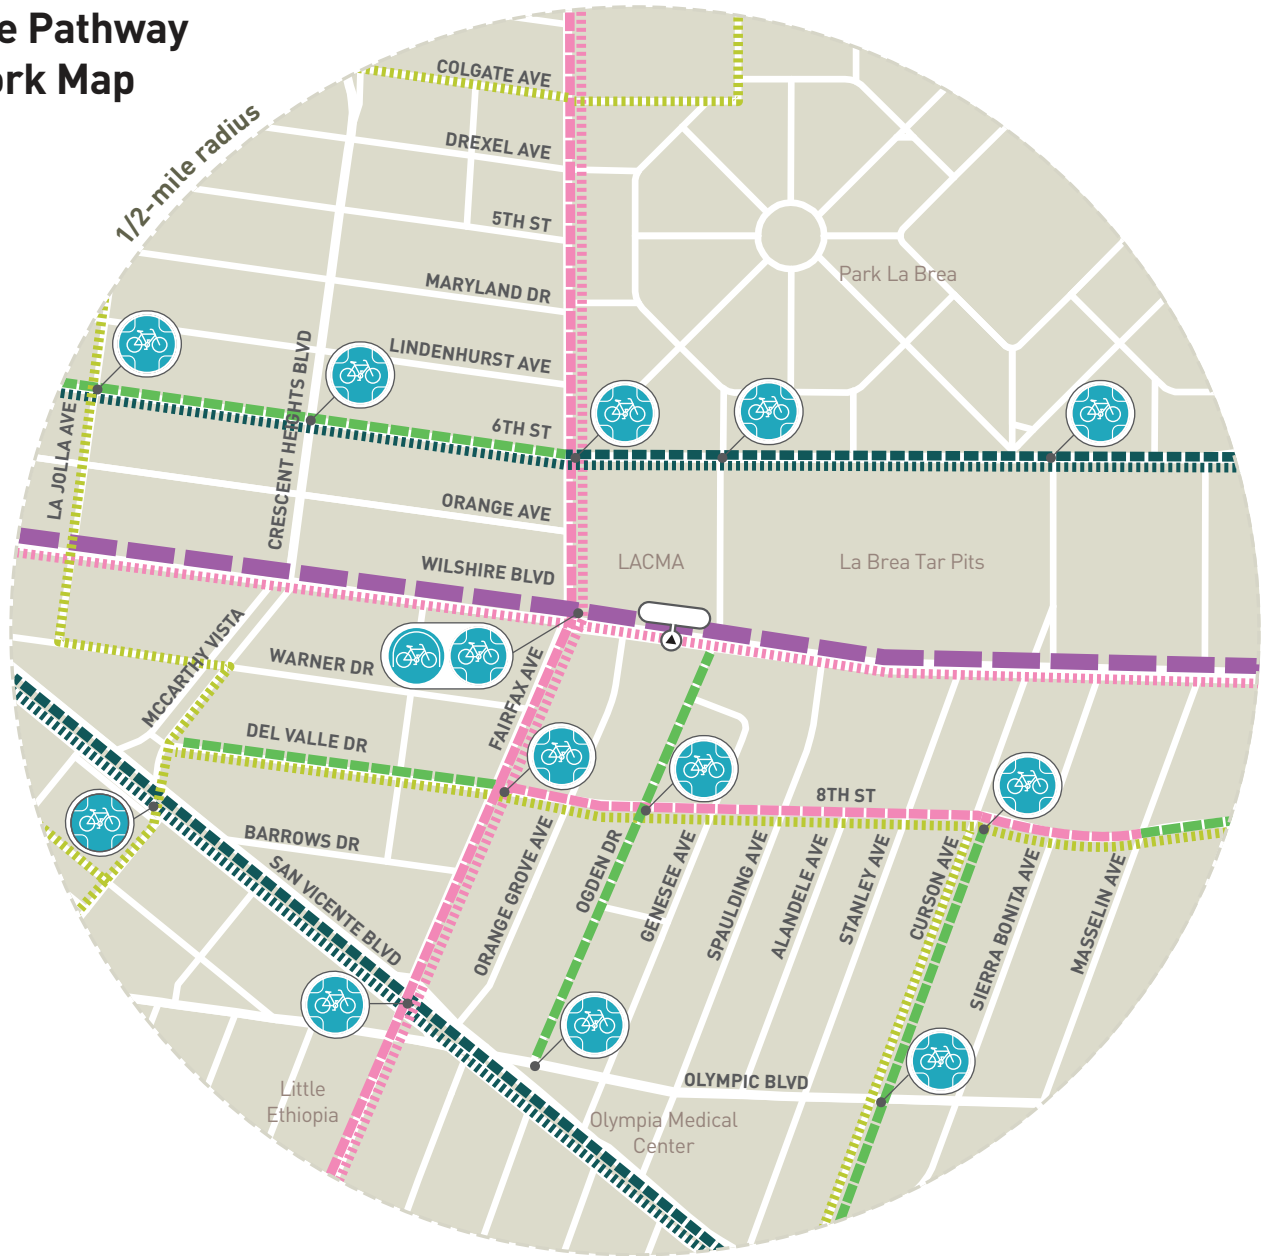 e Pathway
ork Map
1/2-mile radius
COLGATE AVE
DREXEL AVE
5TH ST
MARYLAND DR
LINDENHURST AVE
6TH ST
ORANGE AVE
WILSHIRE BLVD
LA JOLLA AVE
CRESCENT HEIGHTS BLVD
Park La Brea
LACMA
La Brea Tar Pits
MCCARTHY VISTA
WARNER DR
FAIRFAX AVE
DEL VALLE DR
8TH ST
BARROWS DR
SAN VICENTE BLVD
ORANGE GROVE AVE
OGDEN DR
GENESEE AVE
SPAULDING AVE
ALANDELE AVE
STANLEY AVE
CURSON AVE
SIERRA BONITA AVE
MASSELIN AVE
OLYMPIC BLVD
Little
Ethiopia
Olympia Medical
Center